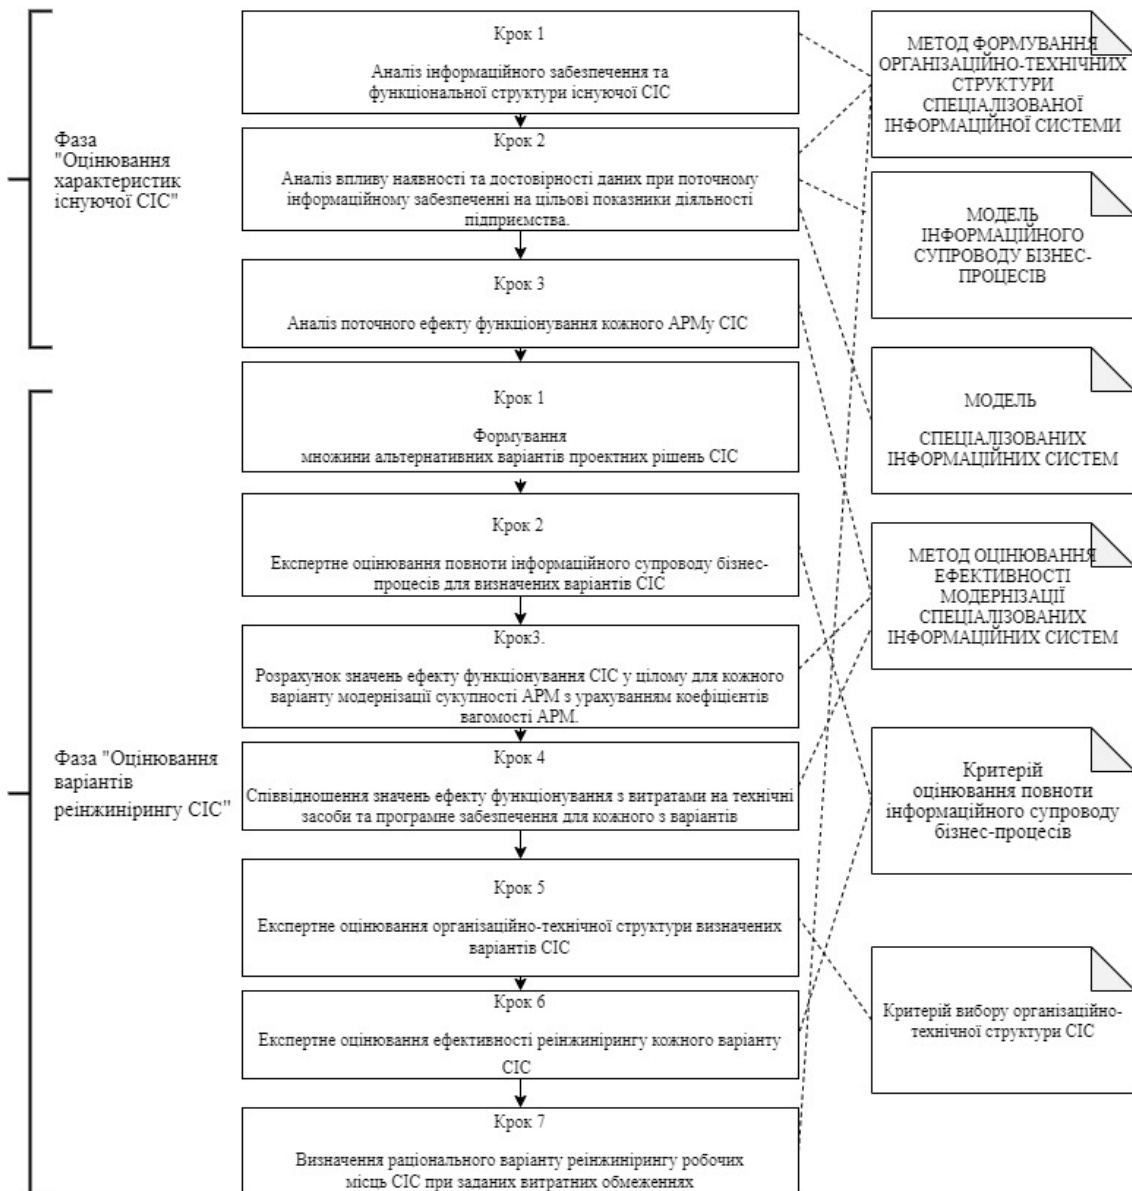 Фаза
"Оцінювання
характеристик
існуючої СІС"
Крок 1
Аналіз інформаційного забезпечення та
функціональної структури існуючої СІС
Крок 2
Аналіз впливу наявності та достовірності даних при поточному
інформаційному забезпеченні на цільові показники діяльності
підприємства.
Крок 3
Аналіз поточного ефекту функціонування кожного АРМу СІС
Фаза "Оцінювання
варіантів
реінжинірингу СІС"
Крок 1
Формування
множини альтернативних варіантів проектних рішень СІС
Крок 2
Експертне оцінювання повноти інформаційного супроводу бізнес-
процесів для визначених варіантів СІС
Крок3.
Розрахунок значень ефекту функціонування СІС у цілому для кожного
варіанту модернізації сукупності АРМ з урахуванням коефіцієнтів
вагомості АРМ.
Крок 4
Співвідношення значень ефекту функціонування з витратами на технічні
засоби та програмне забезпечення для кожного з варіантів
Крок 5
Експертне оцінювання організаційно-технічної структури визначених
варіантів СІС
Крок 6
Експертне оцінювання ефективності реінжинірингу кожного варіанту
СІС
Крок 7
Визначення раціонального варіанту реінжинірингу робочих
місць СІС при заданих витратних обмеженнях
МЕТОД ФОРМУВАННЯ
ОРГАНІЗАЦІЙНО-ТЕХНІЧНИХ
СТРУКТУРИ
СПЕЦІАЛІЗОВАНОЇ
ІНФОРМАЦІЙНОЇ СИСТЕМИ
МОДЕЛЬ
ІНФОРМАЦІЙНОГО
СУПРОВОДУ БІЗНЕС-
ПРОЦЕСІВ
МОДЕЛЬ
СПЕЦІАЛІЗОВАНИХ
ІНФОРМАЦІЙНИХ СИСТЕМ
МЕТОД ОЦІНЮВАННЯ
ЕФЕКТИВНОСТІ
МОДЕРНІЗАЦІЇ
СПЕЦІАЛІЗОВАНИХ
ІНФОРМАЦІЙНИХ СИСТЕМ
Критерій
оцінювання повноти
інформаційного супроводу
бізнес-процесів
Критерій вибору організаційно-
технічної структури СІС